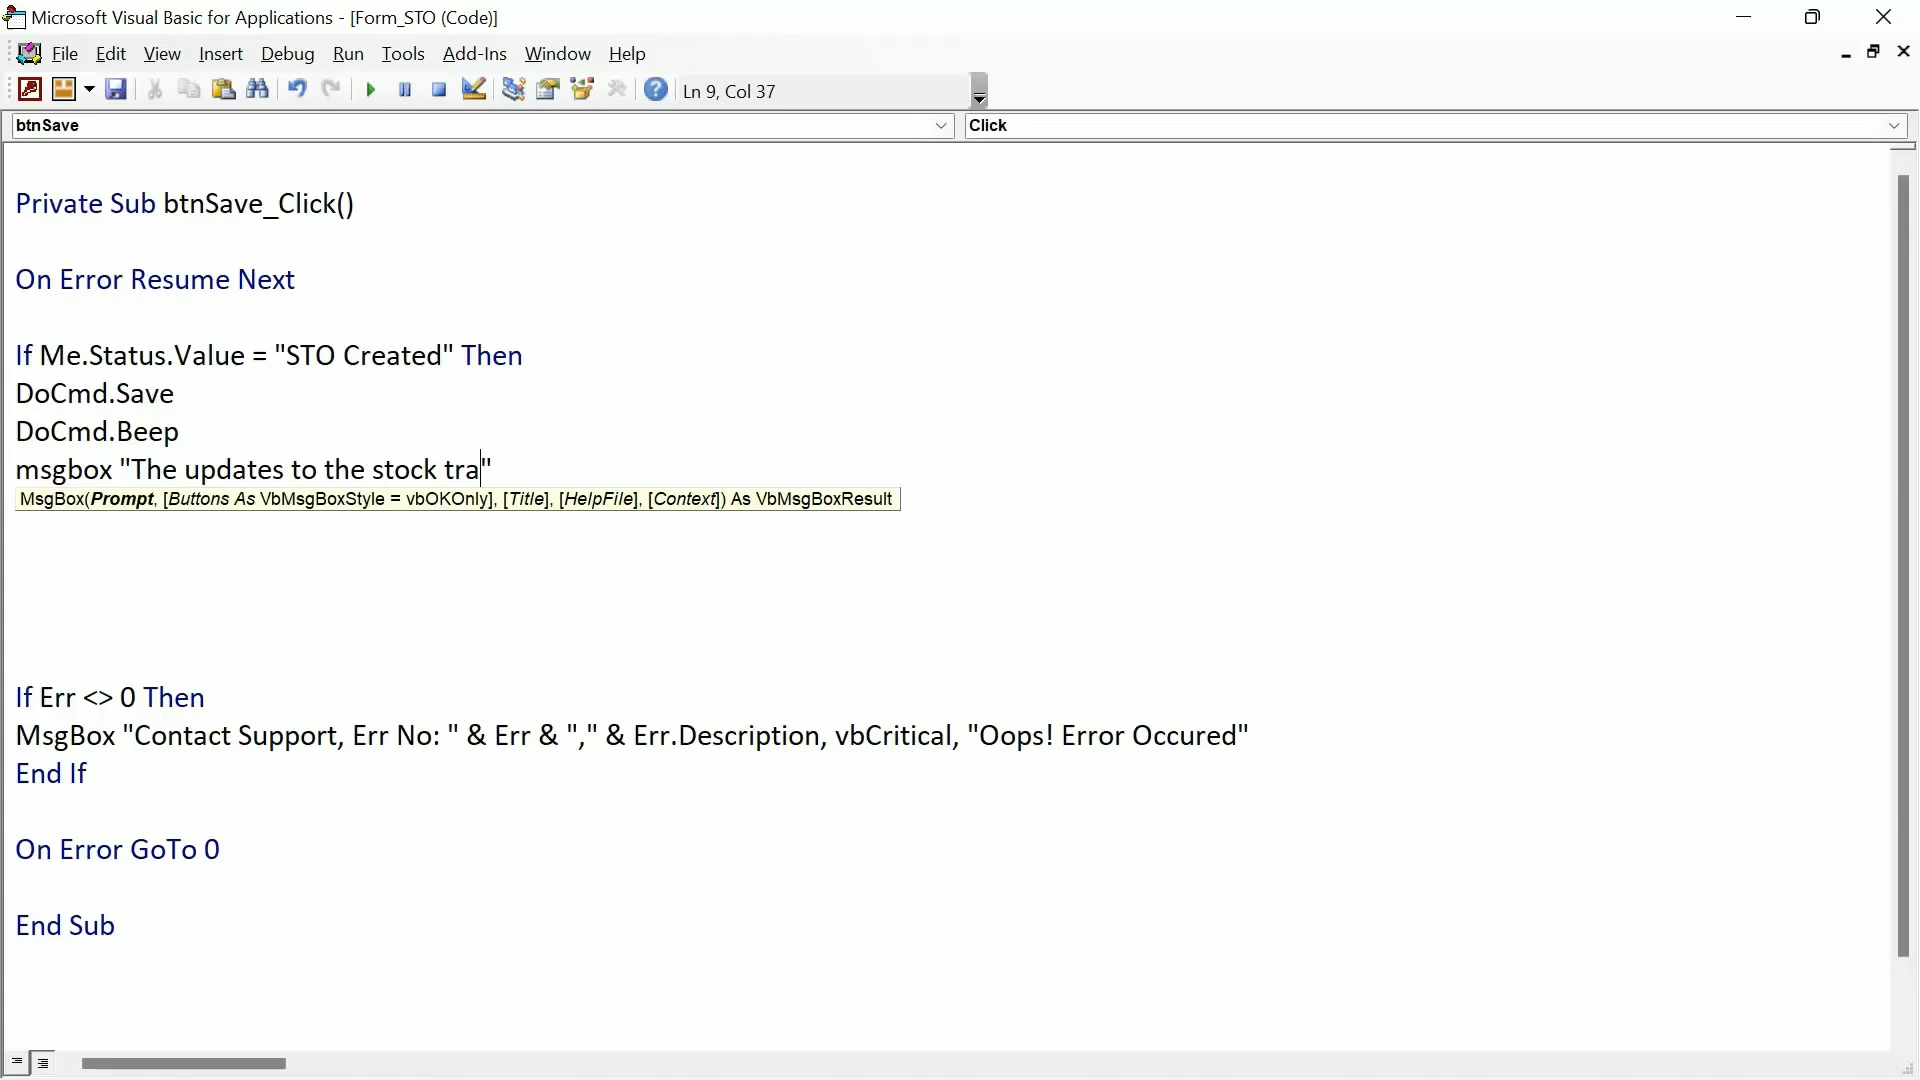 Microsoft Visual Basic for Applications - [Form_STO (Code)]
File Edit View Insert Debug Run Tools Add-Ins Window Help
Ln 9, Col 37
btnSave Click
Private Sub btnSave_Click()
On Error Resume Next
If Me.Status.Value = "STO Created" Then
DoCmd.Save
DoCmd.Beep
msgbox "The updates to the stock tra"
MsgBox(Prompt, [Buttons As VbMsgBoxStyle = vbOKOnly], [Title], [HelpFile], [Context]) As VbMsgBoxResult
If Err <> 0 Then
MsgBox "Contact Support, Err No: " & Err & "," & Err.Description, vbCritical, "Oops! Error Occured"
End If
On Error GoTo 0
End Sub